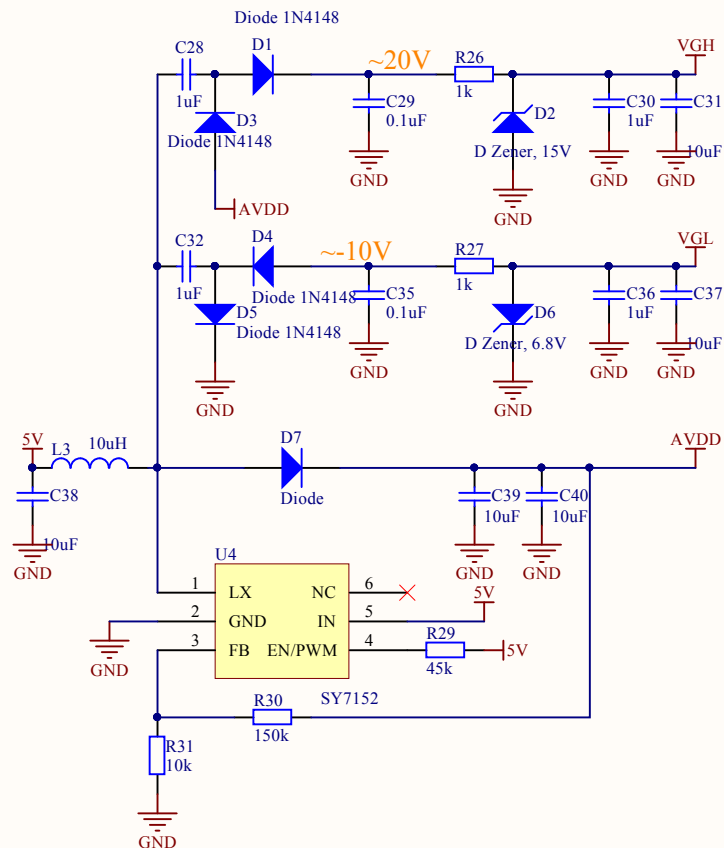 Diode 1N4148
C28
D1
~20V
R26
VGH
1uF
1k
D3
Diode 1N4148
C29
0.1uF
D2
D Zener, 15V
C30
1uF
C31
10uF
GND
GND
GND
GND
AVDD
C32
D4
~-10V
R27
VGL
1uF
1k
Diode 1N4148
D5
Diode 1N4148
C35
0.1uF
D6
D Zener, 6.8V
C36
1uF
C37
10uF
GND
GND
GND
GND
GND
5V
L3
10uH
D7
AVDD
C38
Diode
C39
10uF
C40
10uF
10uF
GND
GND
GND
U4
1
LX
NC
6
2
GND
IN
5
5V
3
FB
EN/PWM
4
R29
5V
45k
GND
R30
SY7152
150k
R31
10k
GND